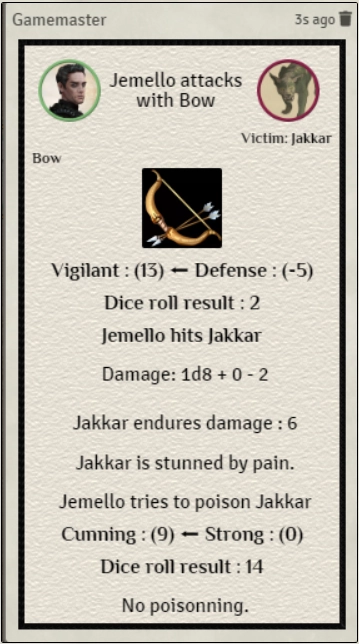 Gamemaster 3s ago
Jemello attacks
with Bow
Victim: Jakkar
Bow
Vigilant : (13) ← Defense : (-5)
Dice roll result : 2
Jemello hits Jakkar
Damage: 1d8 + 0 - 2
Jakkar endures damage : 6
Jakkar is stunned by pain.
Jemello tries to poison Jakkar
Cunning : (9) ← Strong : (0)
Dice roll result : 14
No poisonning.